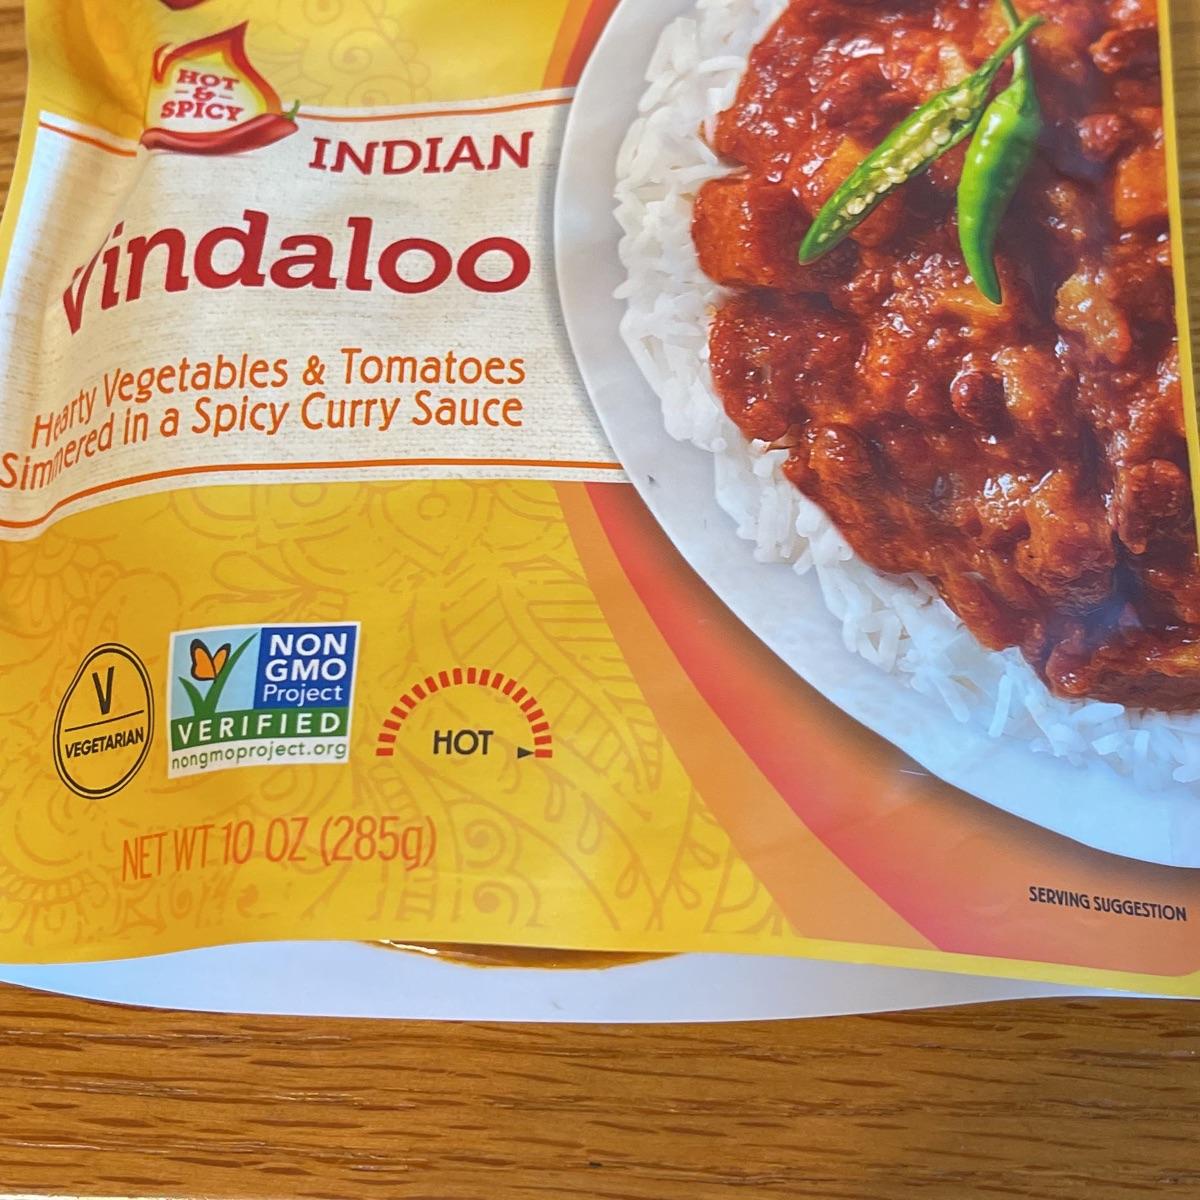 HOT
&
SPICY
INDIAN
Vindaloo
Hearty Vegetables & Tomatoes
Simmered in a Spicy Curry Sauce
V
VEGETARIAN
NON
GMO
Project
VERIFIED
nongmoproject.org
HOT
NET WT 10 OZ (285g)
SERVING SUGGESTION